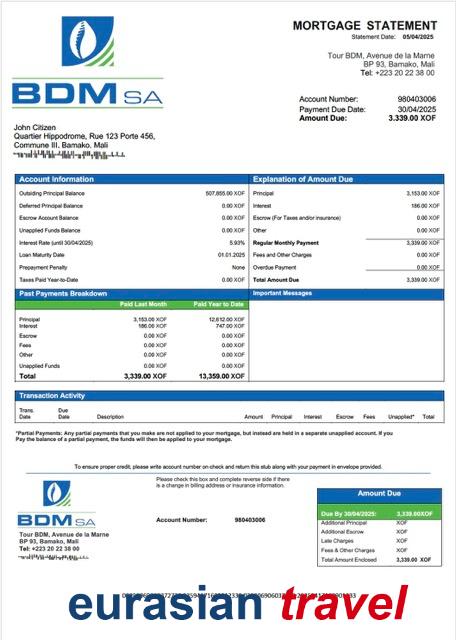 MORTGAGE STATEMENT
Statement Date: 05/04/2025
Tour BDM, Avenue de la Marne
BP 93, Bamako, Mali
Tel: +223 20 22 38 00
BDM SA
Account Number: 980403006
Payment Due Date: 30/04/2025
Amount Due: 3.339.00 XOF
John Citizen
Quartier Hippodrome, Rue 123 Porte 456,
Commune III, Bamako. Mali
Account Information
Outsiding Principal Balance 507,855.00 XOF
Deferred Principal Balance 0.00 XOF
Escrow Account Balance 0.00 XOF
Unapplied Funds Balance 0.00 XOF
Interest Rate (until 30/04/2025) 5.93%
Loan Maturity Date 01.01.2025
Prepayment Penalty None
Taxes Paid Year-to-Date 0.00 XOF
Explanation of Amount Due
Principal 3,153.00 XOF
Interest 186.00 XOF
Escrow (For Taxes and/or insurance) 0.00 XOF
Other 0.00 XOF
Regular Monthly Payment 3,339.00 XOF
Fees and Other Charges 0.00 XOF
Overdue Payment 0.00 XOF
Total Amount Due 3,339.00 XOF
Past Payments Breakdown
Paid Last Month Paid Year to Date
Principal 3,153.00 XOF 12,612.00 XOF
Interest 186.00 XOF 747.00 XOF
Escrow 0.00 XOF 0.00 XOF
Fees 0.00 XOF 0.00 XOF
Other 0.00 XOF 0.00 XOF
Unapplied Funds 0.00 XOF 0.00 XOF
Total 3,339.00 XOF 13,359.00 XOF
Important Messages
Transaction Activity
Trans. Date Due Date Description Amount Principal Interest Escrow Fees Unapplied* Total
*Partial Payments: Any partial payments that you make are not applied to your mortgage, but instead are held in a separate unapplied account. If you
Pay the balance of a partial payment, the funds will then be applied to your mortgage.
To ensure proper credit, please write account number on check and return this stub along with your payment in envelope provided.
Please check this box and complete reverse side if there
is a change in billing address or insurance information.
BDM SA
Tour BDM, Avenue de la Marne
BP 93, Bamako, Mali
Tel: +223 20 22 38 00
Account Number: 980403006
Amount Due
Due By 30/04/2025: 3,339.00XOF
Additional Principal XOF
Additional Escrow XOF
Late Charges XOF
Fees & Other Charges XOF
Total Amount Enclosed 3,339.00 XOF
eurasian travel